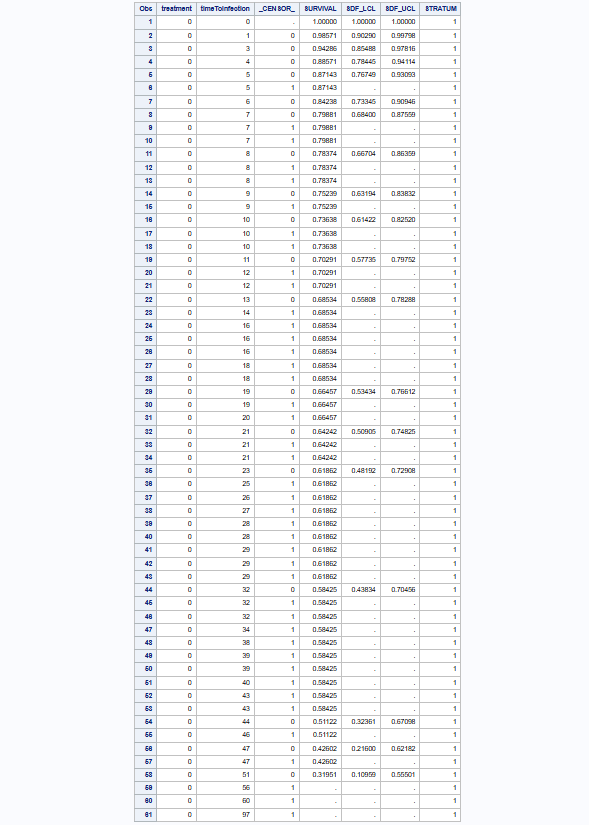 Obs treatment timeToInfection _CENSOR_ SURVIVAL SDF_LCL SDF_UCL STRATUM
1 0 0 . 1.00000 1.00000 1.00000 1
2 0 1 0 0.98571 0.90290 0.99798 1
3 0 3 0 0.94286 0.85488 0.97816 1
4 0 4 0 0.88571 0.78445 0.94114 1
5 0 5 0 0.87143 0.76749 0.93093 1
6 0 5 1 0.87143 . . 1
7 0 6 0 0.84238 0.73345 0.90946 1
8 0 7 0 0.79881 0.68400 0.87559 1
9 0 7 1 0.79881 . . 1
10 0 7 1 0.79881 . . 1
11 0 8 0 0.78374 0.66704 0.86359 1
12 0 8 1 0.78374 . . 1
13 0 8 1 0.78374 . . 1
14 0 9 0 0.75239 0.63194 0.83832 1
15 0 9 1 0.75239 . . 1
16 0 10 0 0.73638 0.61422 0.82520 1
17 0 10 1 0.73638 . . 1
18 0 10 1 0.73638 . . 1
19 0 11 0 0.70291 0.57735 0.79752 1
20 0 12 1 0.70291 . . 1
21 0 12 1 0.70291 . . 1
22 0 13 0 0.68534 0.55808 0.78288 1
23 0 14 1 0.68534 . . 1
24 0 16 1 0.68534 . . 1
25 0 16 1 0.68534 . . 1
26 0 16 1 0.68534 . . 1
27 0 18 1 0.68534 . . 1
28 0 18 1 0.68534 . . 1
29 0 19 0 0.66457 0.53434 0.76612 1
30 0 19 1 0.66457 . . 1
31 0 20 1 0.66457 . . 1
32 0 21 0 0.64242 0.50905 0.74825 1
33 0 21 1 0.64242 . . 1
34 0 21 1 0.64242 . . 1
35 0 23 0 0.61862 0.48192 0.72908 1
36 0 25 1 0.61862 . . 1
37 0 26 1 0.61862 . . 1
38 0 27 1 0.61862 . . 1
39 0 28 1 0.61862 . . 1
40 0 28 1 0.61862 . . 1
41 0 29 1 0.61862 . . 1
42 0 29 1 0.61862 . . 1
43 0 29 1 0.61862 . . 1
44 0 32 0 0.58425 0.43834 0.70456 1
45 0 32 1 0.58425 . . 1
46 0 32 1 0.58425 . . 1
47 0 34 1 0.58425 . . 1
48 0 38 1 0.58425 . . 1
49 0 39 1 0.58425 . . 1
50 0 39 1 0.58425 . . 1
51 0 40 1 0.58425 . . 1
52 0 43 1 0.58425 . . 1
53 0 43 1 0.58425 . . 1
54 0 44 0 0.51122 0.32361 0.67098 1
55 0 46 1 0.51122 . . 1
56 0 47 0 0.42602 0.21600 0.62182 1
57 0 47 1 0.42602 . . 1
58 0 51 0 0.31951 0.10959 0.55501 1
59 0 56 1 . . . 1
60 0 60 1 . . . 1
61 0 97 1 . . . 1